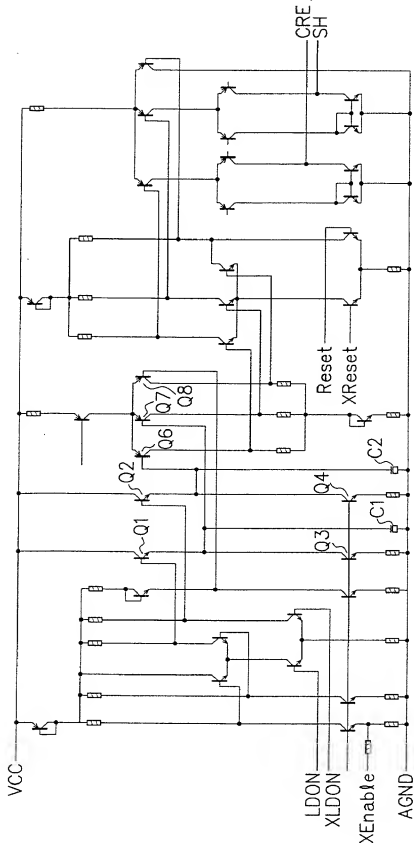 VCC
CRE
SH
Q1
Q2
Q6
Q7
Q8
Q3
Q4
C1
C2
Reset
XReset
LDON
XLDON
XEnable
AGND